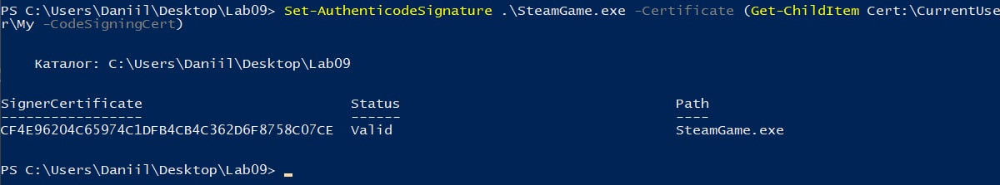 PS C:\Users\Daniil\Desktop\Lab09> Set-AuthenticodeSignature .\SteamGame.exe -Certificate (Get-ChildItem Cert:\CurrentUse
r\My -CodeSigningCert)
Каталог: C:\Users\Daniil\Desktop\Lab09
SignerCertificate Status Path
----------------- ------ ----
CF4E96204C65974C1DFB4CB4C362D6F8758C07CE Valid SteamGame.exe
PS C:\Users\Daniil\Desktop\Lab09>